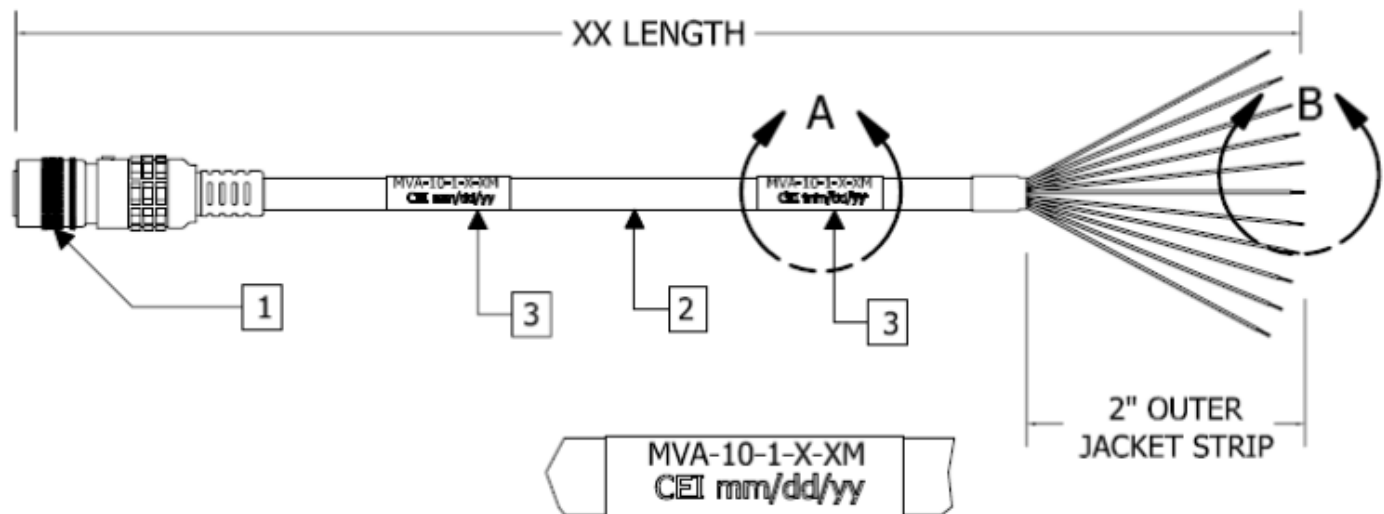 XX LENGTH
A
B
MVA-10-1-X-XM
CEI mm/dd/yy
MVA-10-1-X-XM
CEI mm/dd/yy
1
3
2
3
2" OUTER
JACKET STRIP
MVA-10-1-X-XM
CEI mm/dd/yy